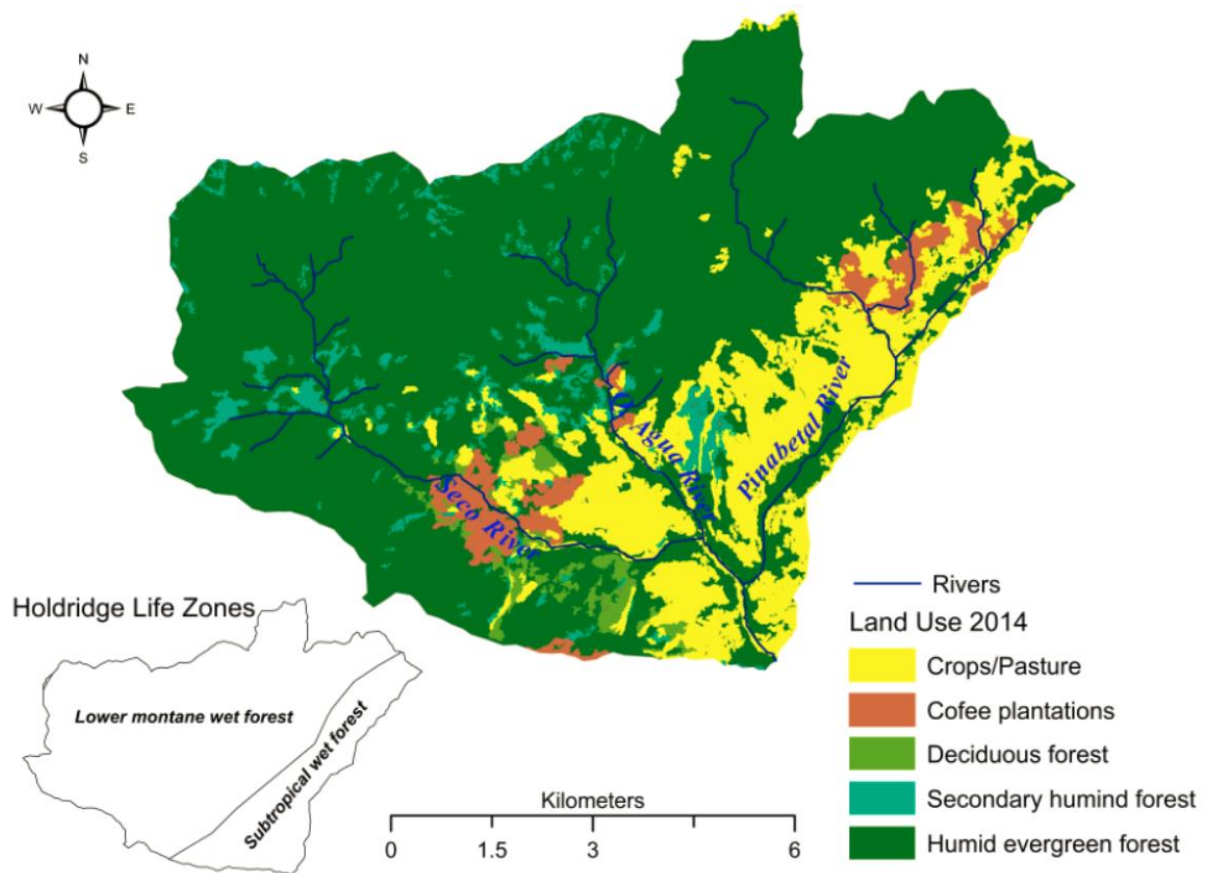 N
W E
S
Agua River
Pinabetal River
Seco River
Holdridge Life Zones
Lower montane wet forest
Subtropical wet forest
Kilometers
0 1.5 3 6
Rivers
Land Use 2014
Crops/Pasture
Cofee plantations
Deciduous forest
Secondary humind forest
Humid evergreen forest